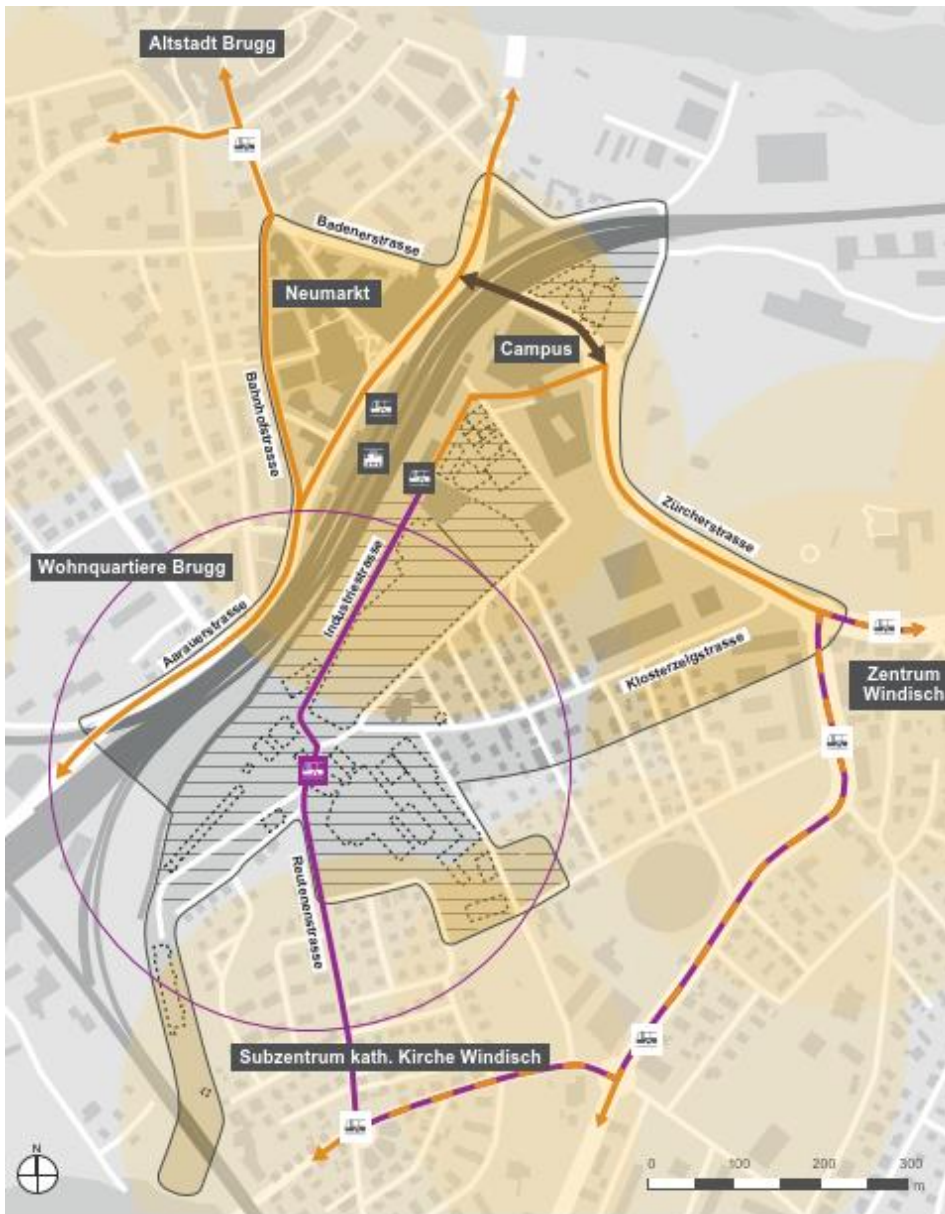 Altstadt Brugg
Badenerstrasse
Neumarkt
Campus
Bahnhofstrasse
Zürcherstrasse
Wohnquartiere Brugg
Industriestrasse
Aarauerstrasse
Klosterzelgstrasse
Zentrum
Windisch
Reutenenstrasse
Subzentrum kath. Kirche Windisch
N
0 100 200 300
m